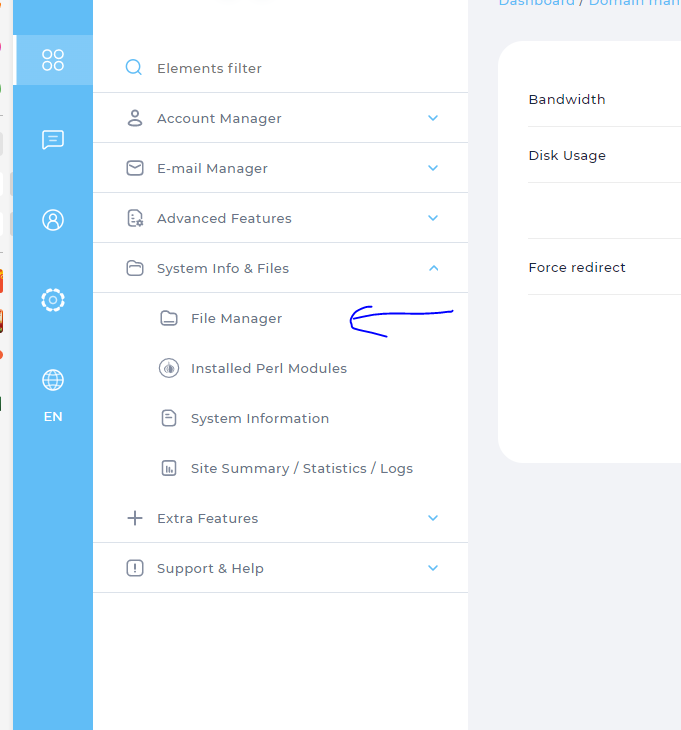 Dashboard / Domain man
Elements filter
Account Manager
E-mail Manager
Advanced Features
System Info & Files
File Manager
Installed Perl Modules
System Information
Site Summary / Statistics / Logs
Extra Features
Support & Help
EN
Bandwidth
Disk Usage
Force redirect